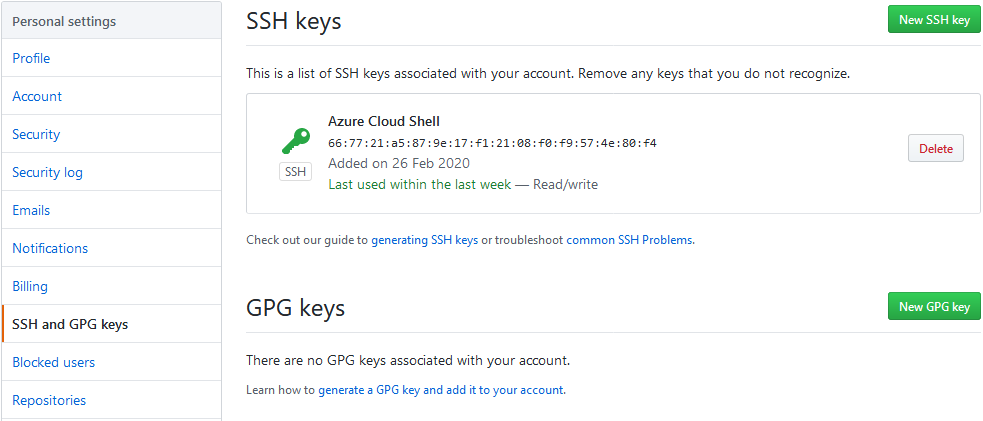 Personal settings
Profile
Account
Security
Security log
Emails
Notifications
Billing
SSH and GPG keys
Blocked users
Repositories
SSH keys
New SSH key
This is a list of SSH keys associated with your account. Remove any keys that you do not recognize.
Azure Cloud Shell
66:77:21:a5:87:9e:17:f1:21:08:f0:f9:57:4e:80:f4
Added on 26 Feb 2020
Last used within the last week — Read/write
SSH
Delete
Check out our guide to generating SSH keys or troubleshoot common SSH Problems.
GPG keys
New GPG key
There are no GPG keys associated with your account.
Learn how to generate a GPG key and add it to your account.